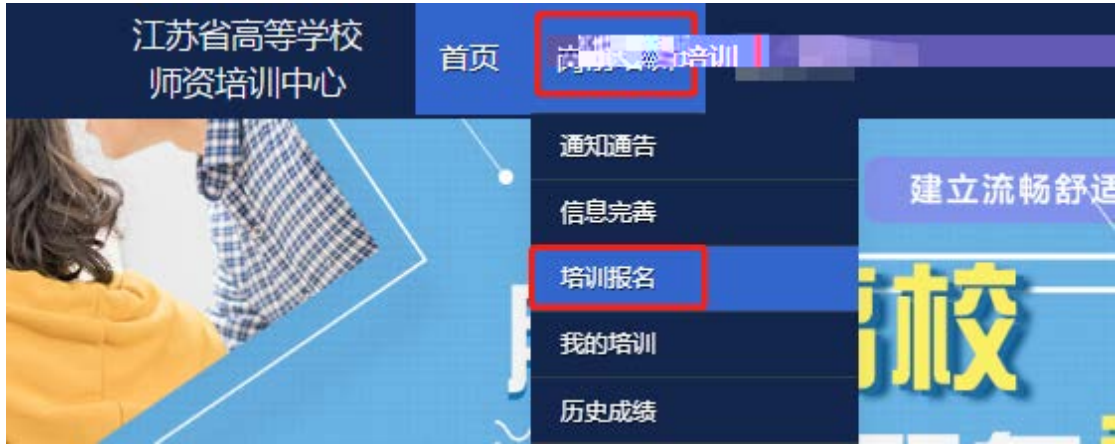 江苏省高等学校
师资培训中心
首页
培训
通知通告
信息完善
建立流畅舒适
培训报名
高校
我的培训
历史成绩